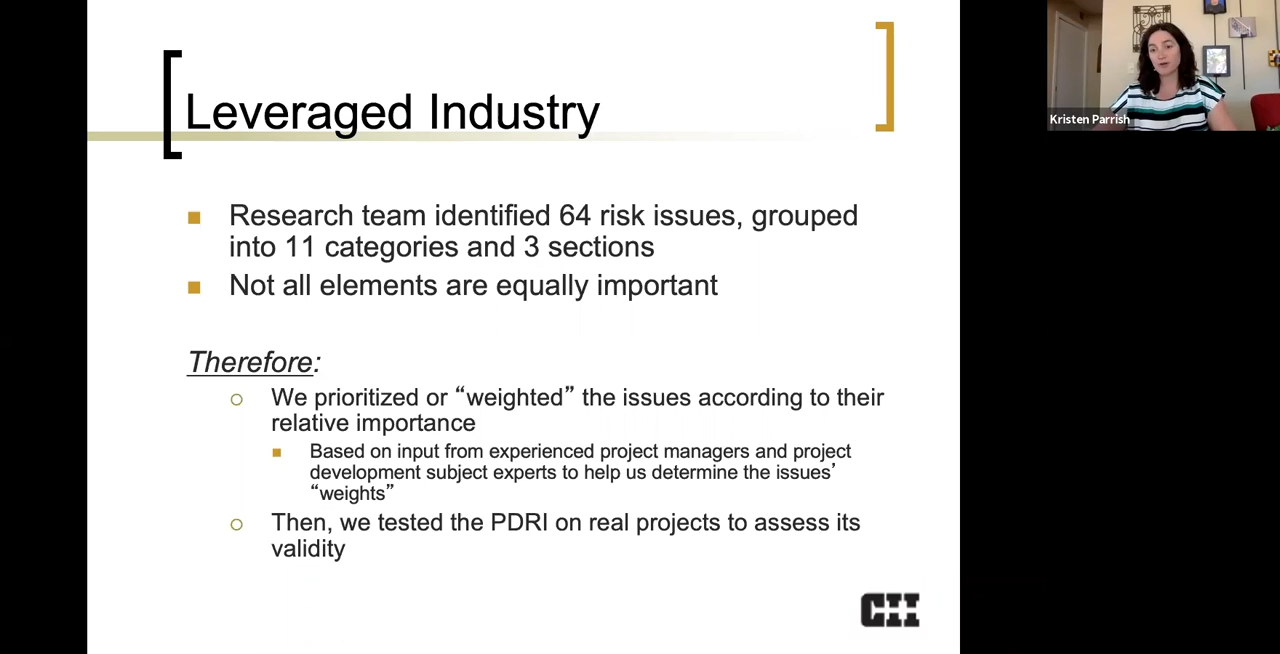 Leveraged Industry
Kristen Parrish
Research team identified 64 risk issues, grouped
into 11 categories and 3 sections
Not all elements are equally important
Therefore:
We prioritized or “weighted” the issues according to their
relative importance
Based on input from experienced project managers and project
development subject experts to help us determine the issues’
“weights”
Then, we tested the PDRI on real projects to assess its
validity
CII